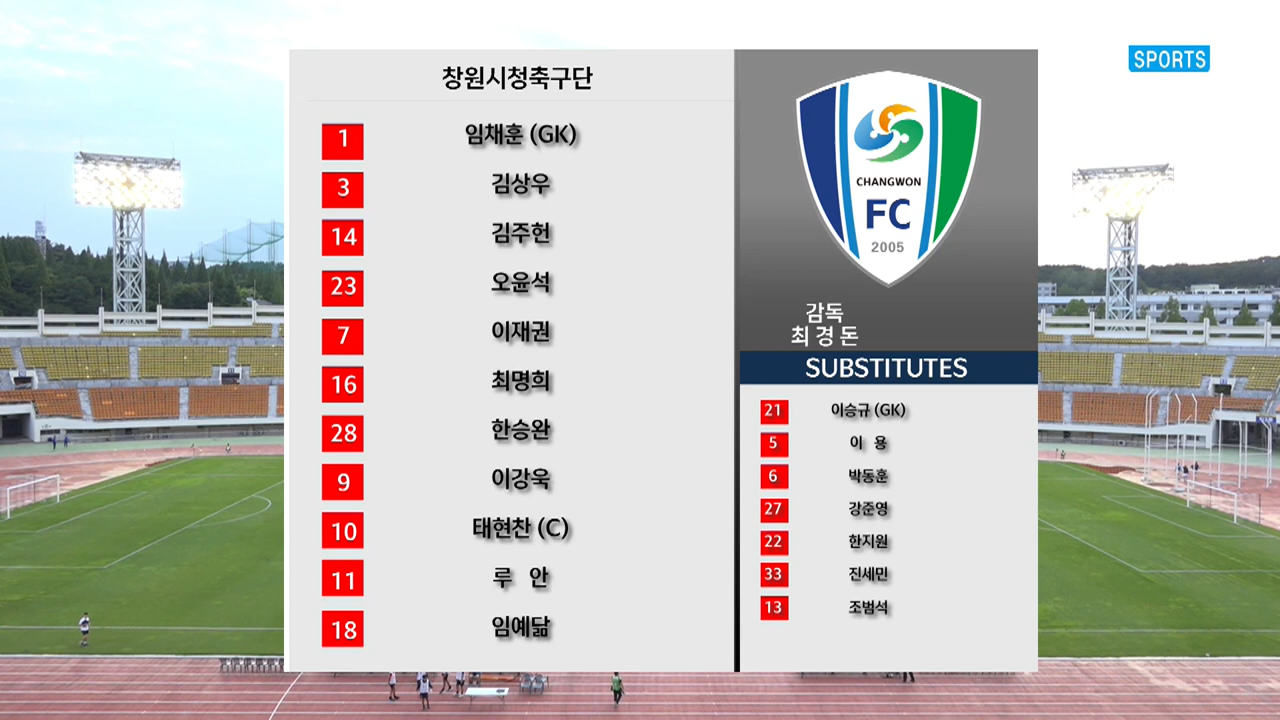 창원시청축구단
1 임채훈 (GK)
3 김상우
14 김주헌
23 오윤석
7 이재권
16 최명희
28 한승완
9 이강욱
10 태현찬 (C)
11 루 안
18 임예닮
SPORTS
CHANGWON
FC
2005
감독
최 경 돈
SUBSTITUTES
21 이승규 (GK)
5 이 용
6 박동훈
27 강준영
22 한지원
33 진세민
13 조범석